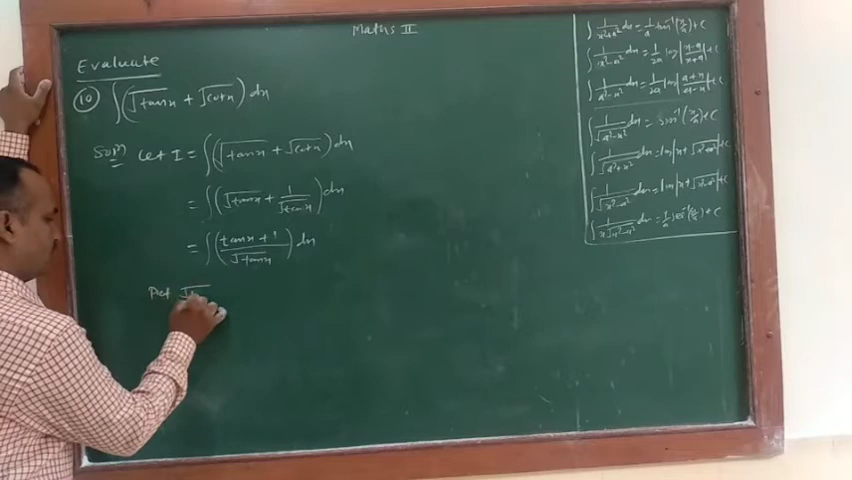 Maths II
Evaluate
⑩ ∫(√tanx + √cotx) dx
Sol^n Let I = ∫(√tanx + √cotx) dx
= ∫(√tanx + 1/√tanx) dx
= ∫((tanx + 1)/√tanx) dx
Put
∫ 1/(x²+a²) dx = 1/a tan⁻¹(x/a) + C
∫ 1/(x²-a²) dx = 1/2a log|(x-a)/(x+a)| + C
∫ 1/(a²-x²) dx = 1/2a log|(a+x)/(a-x)| + C
∫ 1/√(a²-x²) dx = sin⁻¹(x/a) + C
∫ 1/√(a²+x²) dx = log|x + √(x²+a²)| + C
∫ 1/√(x²-a²) dx = log|x + √(x²-a²)| + C
∫ 1/(x√(x²-a²)) dx = 1/a sec⁻¹(x/a) + C